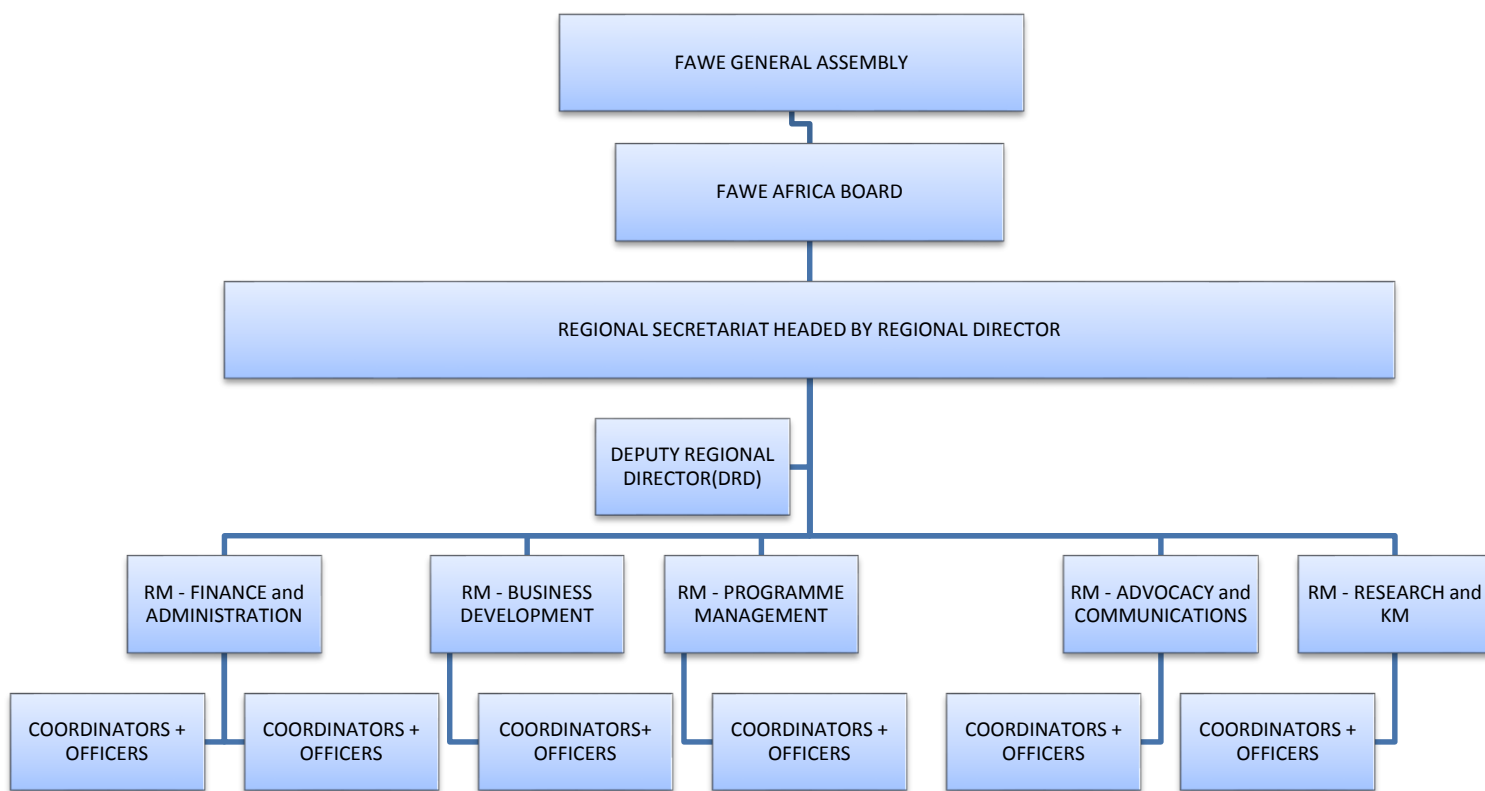 FAWE GENERAL ASSEMBLY
FAWE AFRICA BOARD
REGIONAL SECRETARIAT HEADED BY REGIONAL DIRECTOR
DEPUTY REGIONAL
DIRECTOR(DRD)
RM - FINANCE and
ADMINISTRATION
RM - BUSINESS
DEVELOPMENT
RM - PROGRAMME
MANAGEMENT
RM - ADVOCACY and
COMMUNICATIONS
RM - RESEARCH and
KM
COORDINATORS +
OFFICERS
COORDINATORS +
OFFICERS
COORDINATORS+
OFFICERS
COORDINATORS +
OFFICERS
COORDINATORS +
OFFICERS
COORDINATORS +
OFFICERS